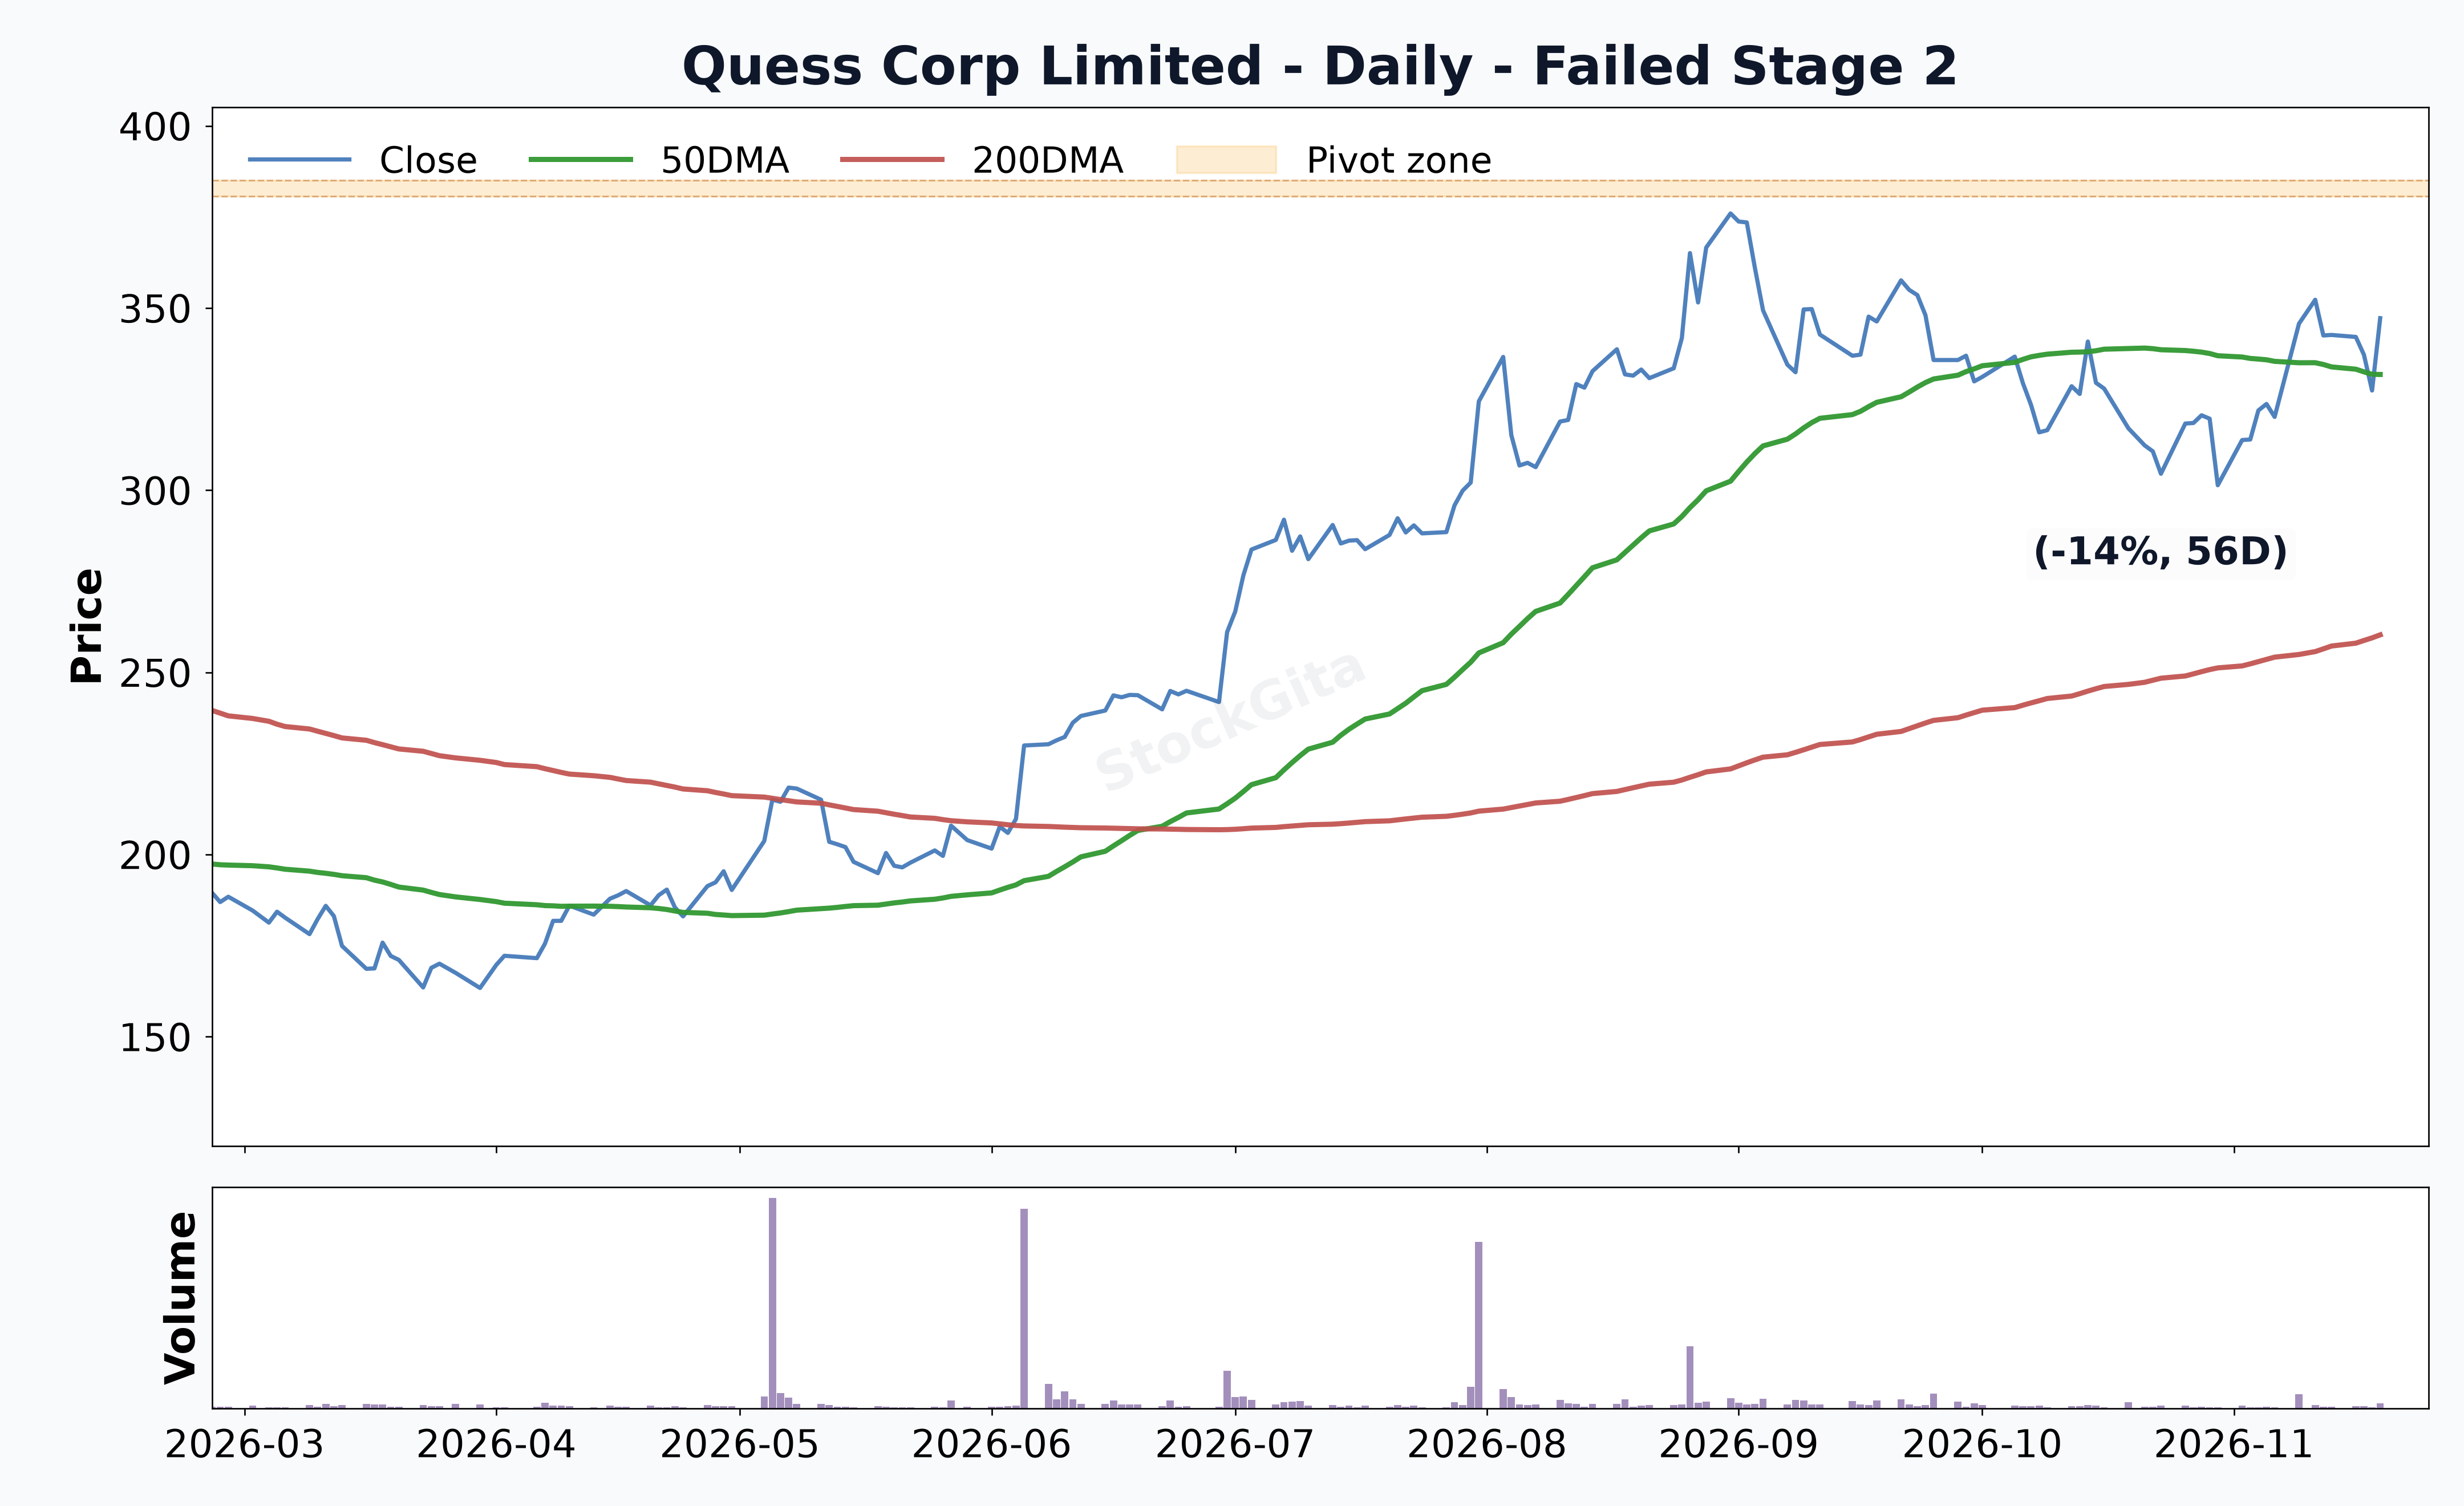 Quess Corp Limited - Daily - Failed Stage 2
Close 50DMA 200DMA Pivot zone
400
350
300
250
200
150
Price
(-14%, 56D)
StockGita
Volume
2026-03 2026-04 2026-05 2026-06 2026-07 2026-08 2026-09 2026-10 2026-11